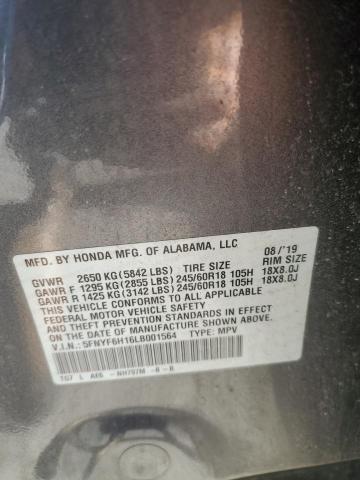 MFD. BY HONDA MFG. OF ALABAMA, LLC 08/'19
GVWR 2650 KG(5842 LBS) TIRE SIZE RIM SIZE
GAWR F 1295 KG(2855 LBS) 245/60R18 105H 18X8.0J
GAWR R 1425 KG(3142 LBS) 245/60R18 105H 18X8.0J
THIS VEHICLE CONFORMS TO ALL APPLICABLE
FEDERAL MOTOR VEHICLE SAFETY STANDARDS IN EFFECT
ON THE DATE OF MANUFACTURE SHOWN ABOVE.
V.I.N.: 5FNYF6H16LB001564 TYPE: MPV
TG7 L A05 - NH797M -B - B